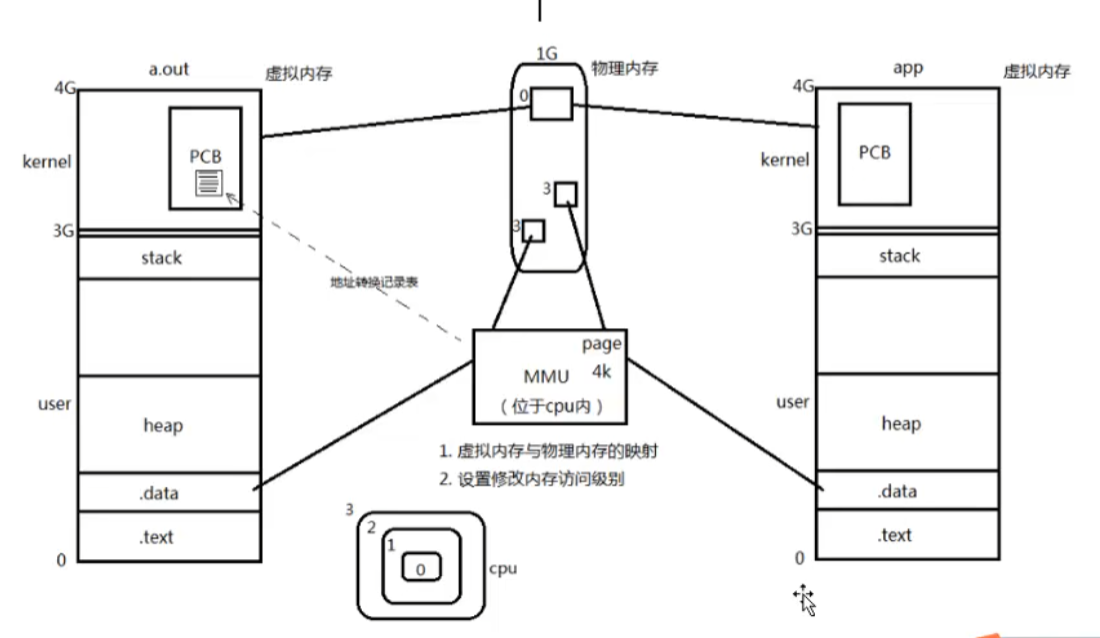 1G
a.out
虚拟内存
物理内存
app
虚拟内存
4G
0
4G
PCB
PCB
kernel
kernel
3
3G
3
3G
stack
stack
地址转换记录表
page
MMU 4k
（位于cpu内）
user
user
heap
heap
1. 虚拟内存与物理内存的映射
2. 设置修改内存访问级别
.data
.data
3
2
.text
.text
1
0
0
0
cpu